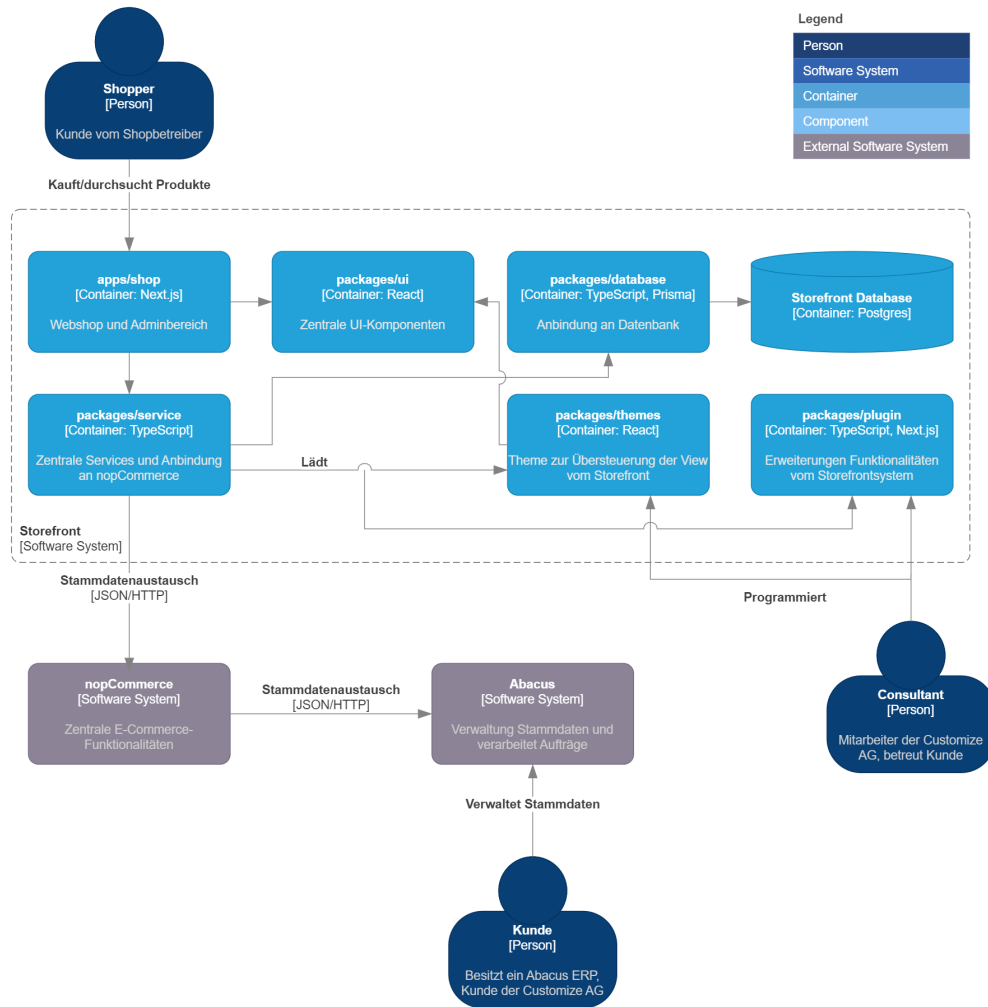 Legend
Person
Software System
Container
Component
External Software System
Shopper
[Person]
Kunde vom Shopbetreiber
Kauft/durchsucht Produkte
apps/shop
[Container: Next.js]
Webshop und Adminbereich
packages/ui
[Container: React]
Zentrale UI-Komponenten
packages/database
[Container: TypeScript, Prisma]
Anbindung an Datenbank
Storefront Database
[Container: Postgres]
packages/service
[Container: TypeScript]
Zentrale Services und Anbindung
an nopCommerce
Lädt
packages/themes
[Container: React]
Theme zur Übersteuerung der View
vom Storefront
packages/plugin
[Container: TypeScript, Next.js]
Erweiterungen Funktionalitäten
vom Storefrontsystem
Storefront
[Software System]
Stammdatenaustausch
[JSON/HTTP]
Programmiert
nopCommerce
[Software System]
Zentrale E-Commerce-
Funktionalitäten
Stammdatenaustausch
[JSON/HTTP]
Abacus
[Software System]
Verwaltung Stammdaten und
verarbeitet Aufträge
Consultant
[Person]
Mitarbeiter der Customize
AG, betreut Kunde
Verwaltet Stammdaten
Kunde
[Person]
Besitzt ein Abacus ERP,
Kunde der Customize AG